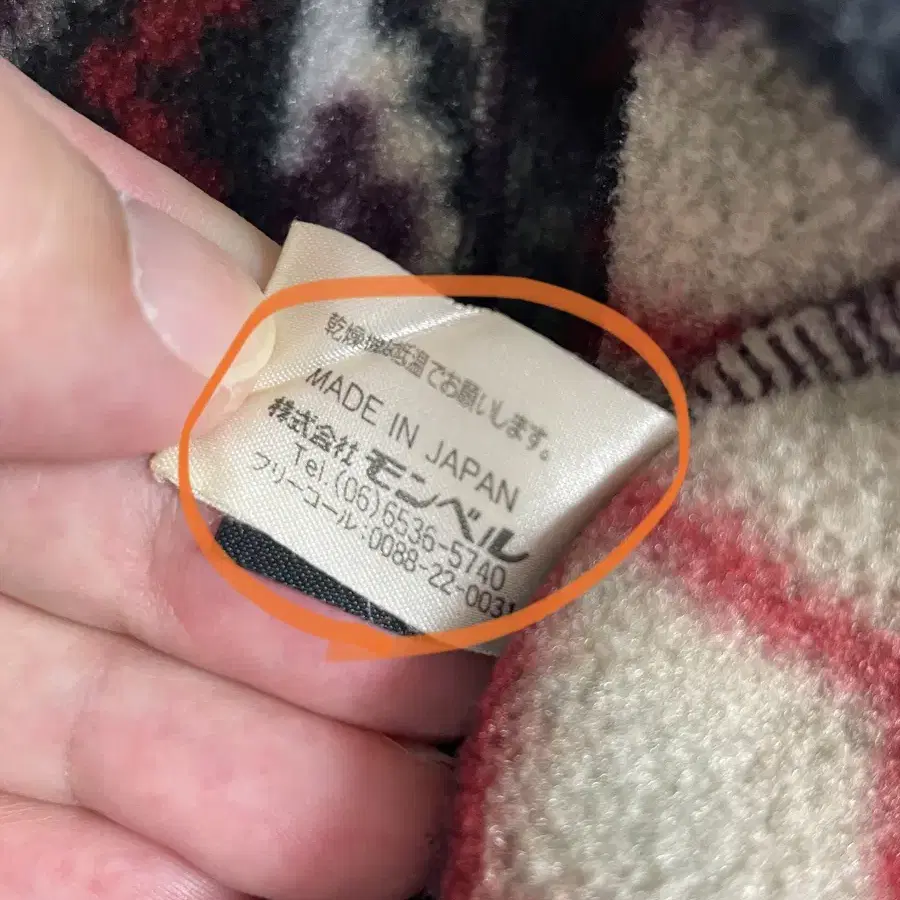 乾燥機は低温でお願いします。
MADE IN JAPAN
株式会社 モンベル
Tel.(06)6536-5740
フリーコール:0088-22-0031